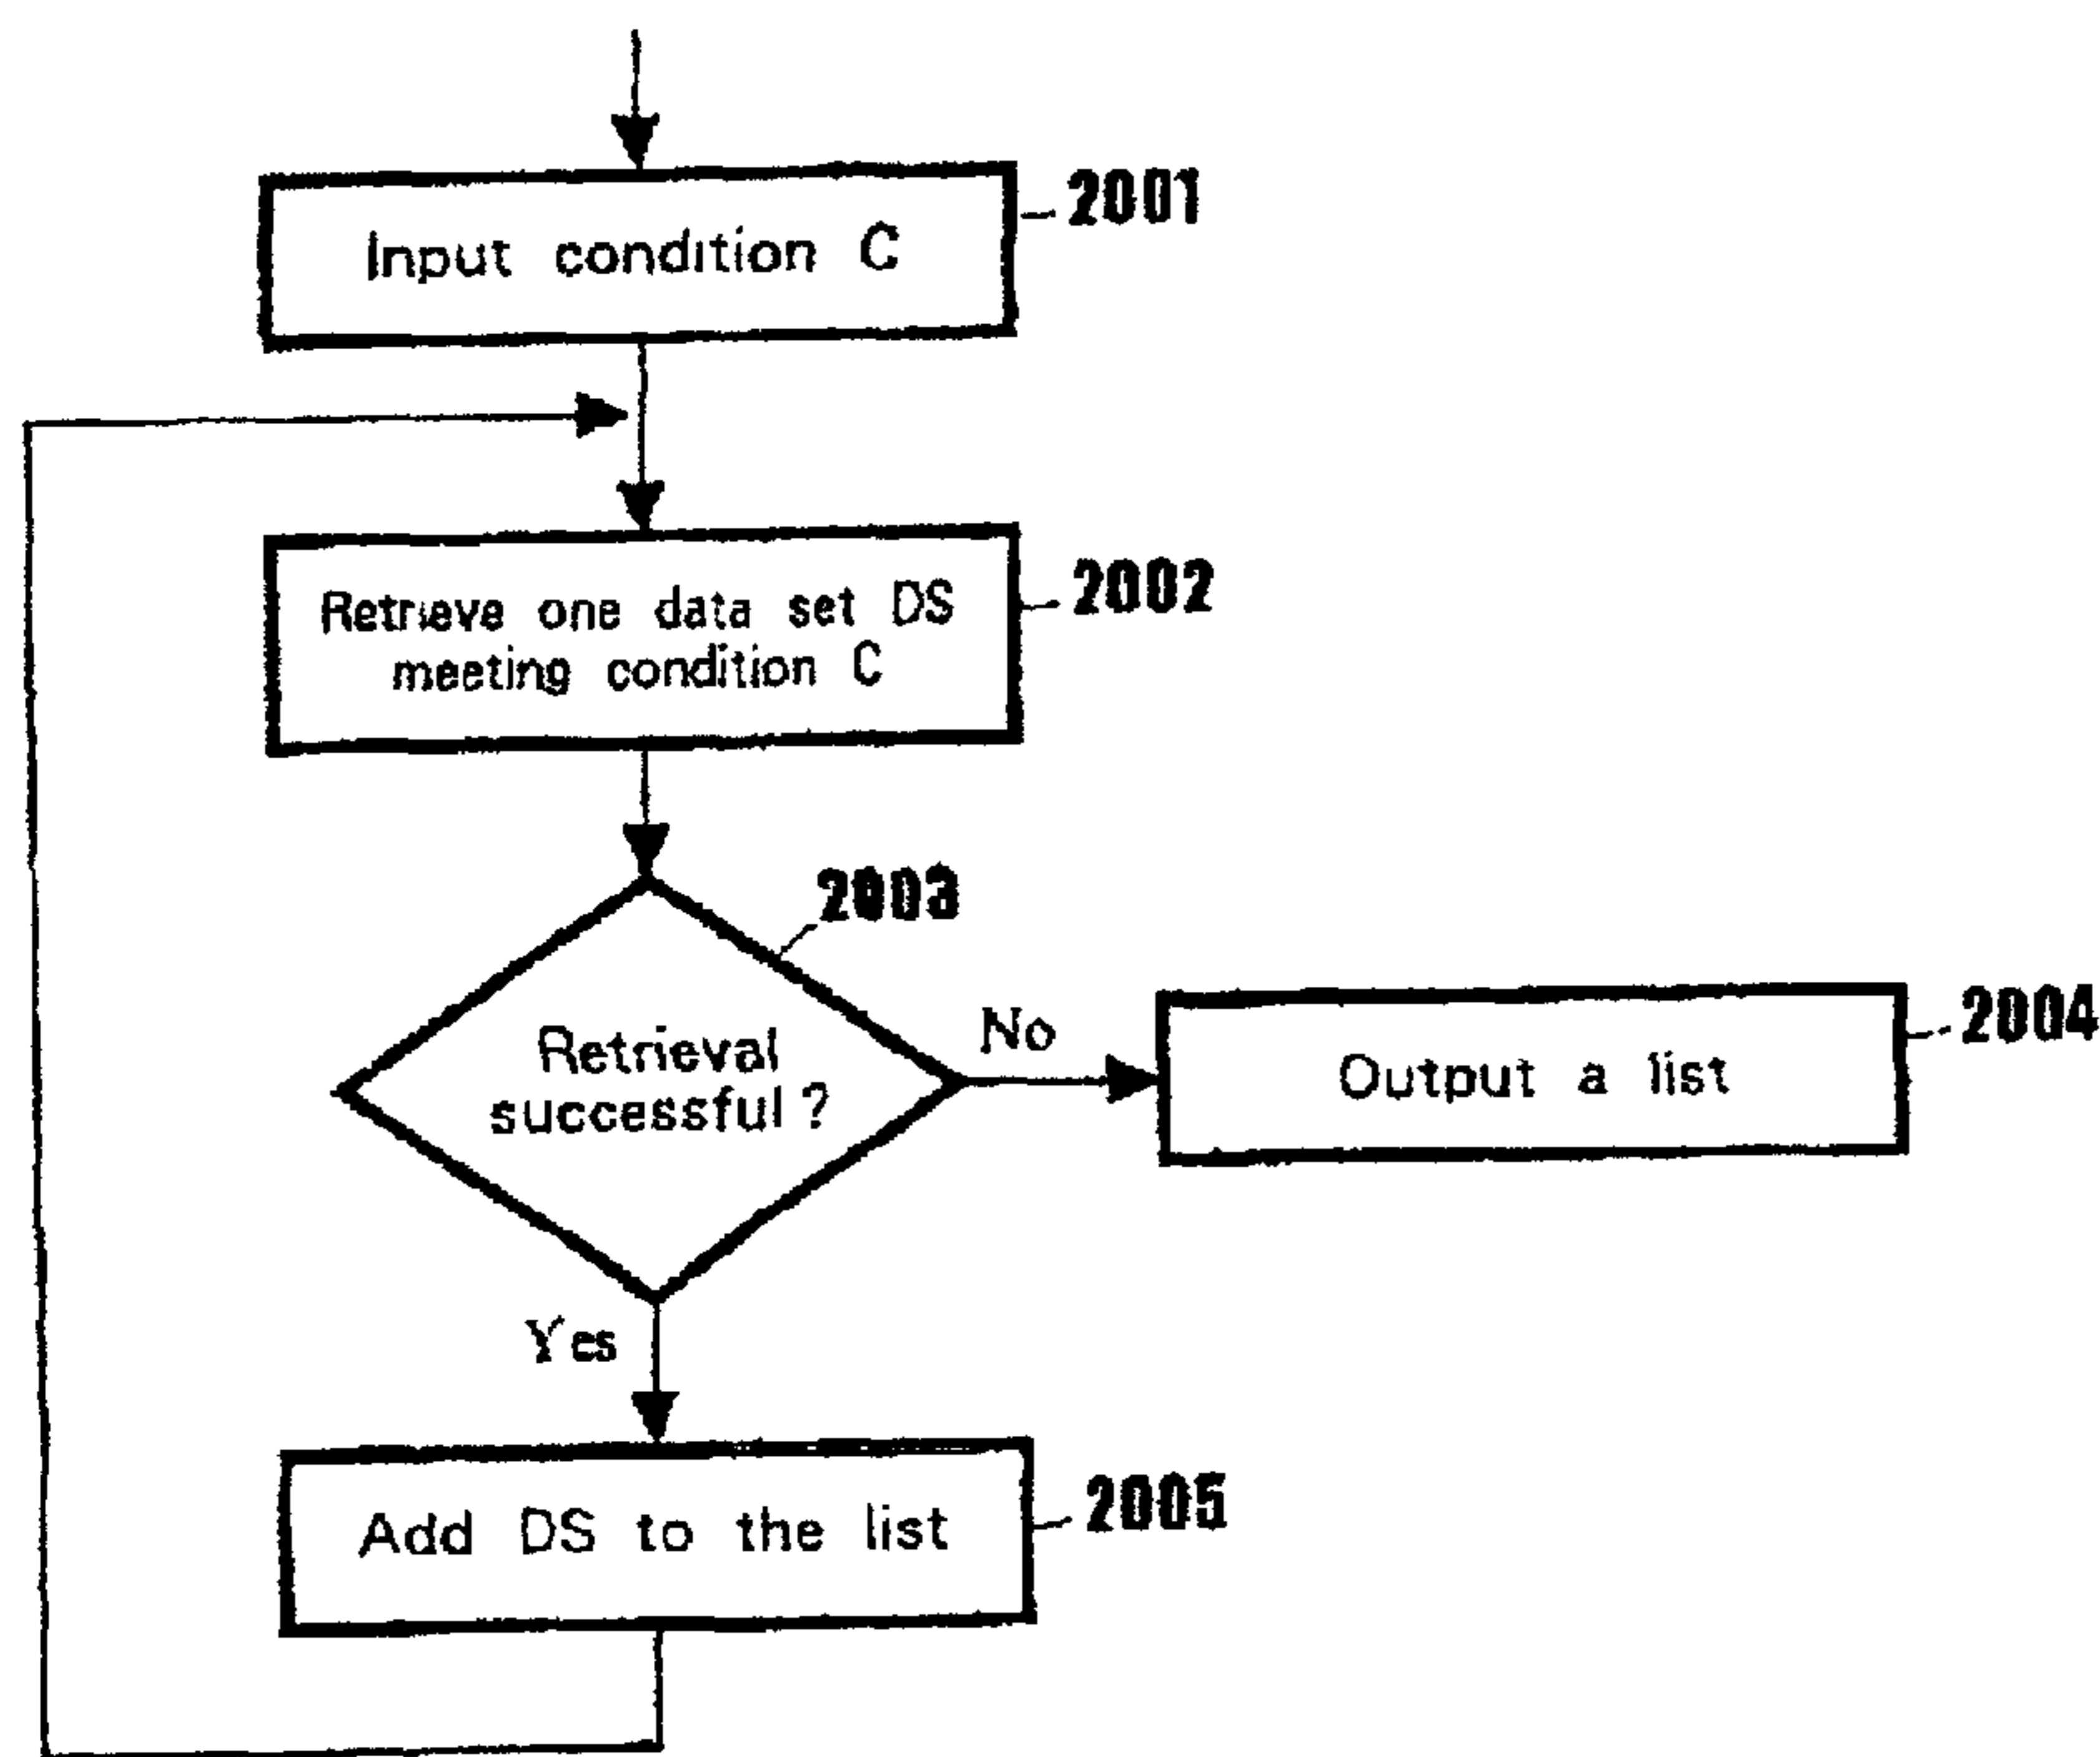 Input condition C
2001
Retrieve one data set DS
meeting condition C
2002
2003
Retrieval
successful ?
No
Output a list
2004
Yes
Add DS to the list
2005